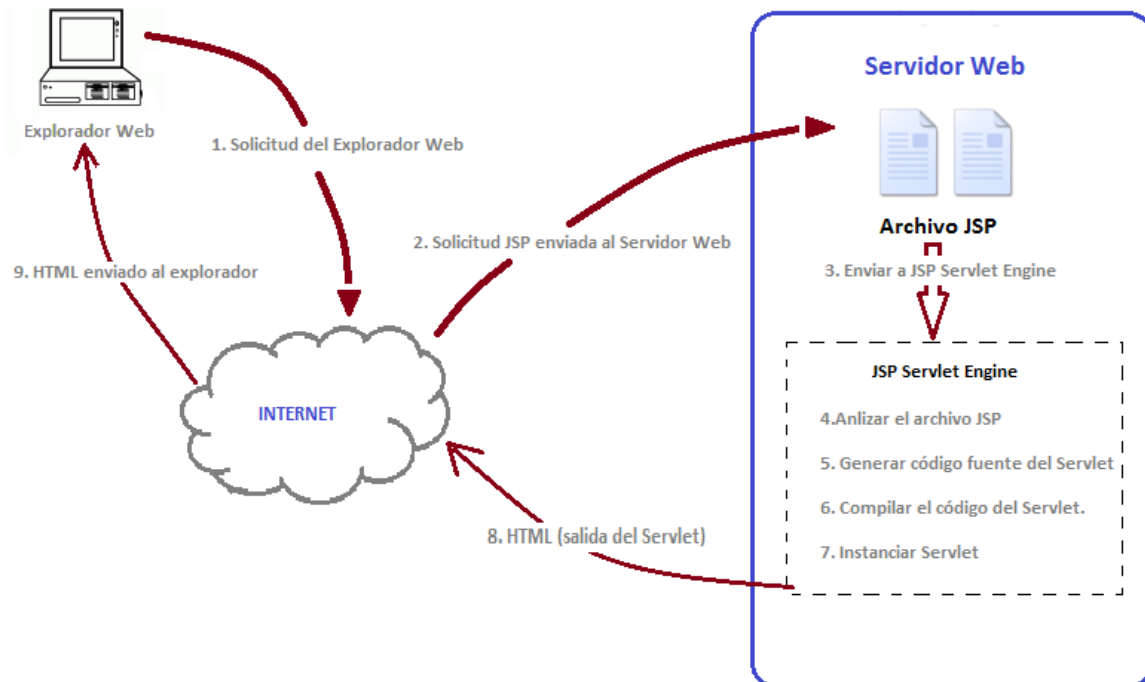 Servidor Web
Explorador Web
1. Solicitud del Explorador Web
Archivo JSP
2. Solicitud JSP enviada al Servidor Web
3. Enviar a JSP Servlet Engine
9. HTML enviado al explorador
JSP Servlet Engine
INTERNET
4.Anlizar el archivo JSP
5. Generar código fuente del Servlet
6. Compilar el código del Servlet.
7. Instanciar Servlet
8. HTML (salida del Servlet)